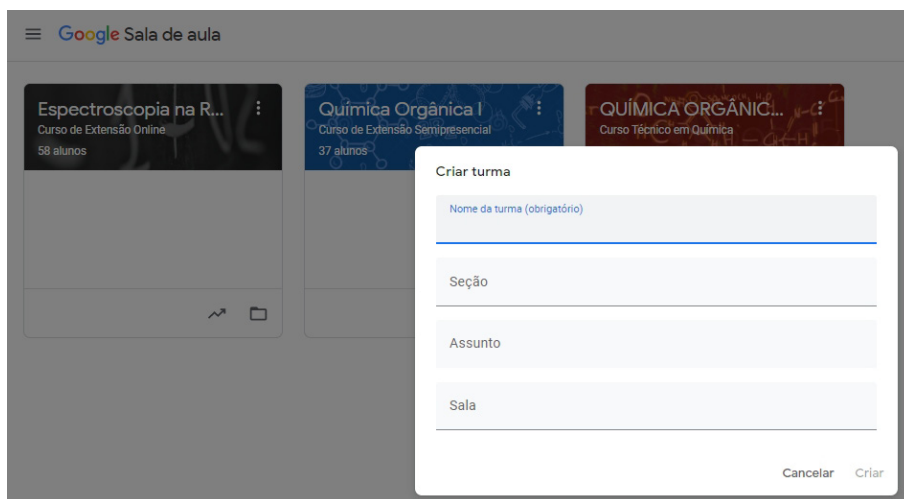 Google Sala de aula
Espectroscopia na R...
Curso de Extensão Online
58 alunos
Química Orgânica I
Curso de Extensão Semipresencial
37 alunos
QUÍMICA ORGÂNIC...
Curso Técnico em Química
Criar turma
Nome da turma (obrigatório)
Seção
Assunto
Sala
Cancelar Criar